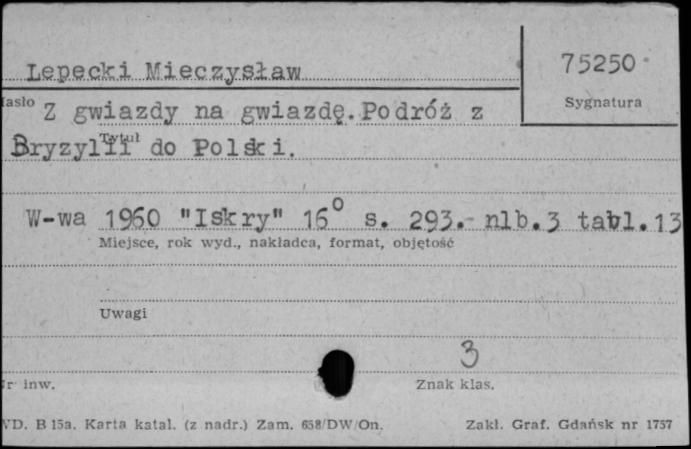 Lepecki Mieczysław
75250
Sygnatura
Hasło Z gwiazdy na gwiazdę. Podróż z
Tytuł
Bryzylii do Polski.
W-wa 1960 "Iskry" 16⁰ s. 293.- nlb.3 tabl.13
Miejsce, rok wyd., nakładca, format, objętość
Uwagi
3
Nr inw.
Znak klas.
WD. B 15a. Karta katal. (z nadr.) Zam. 658/DW/On.
Zakł. Graf. Gdańsk nr 1757